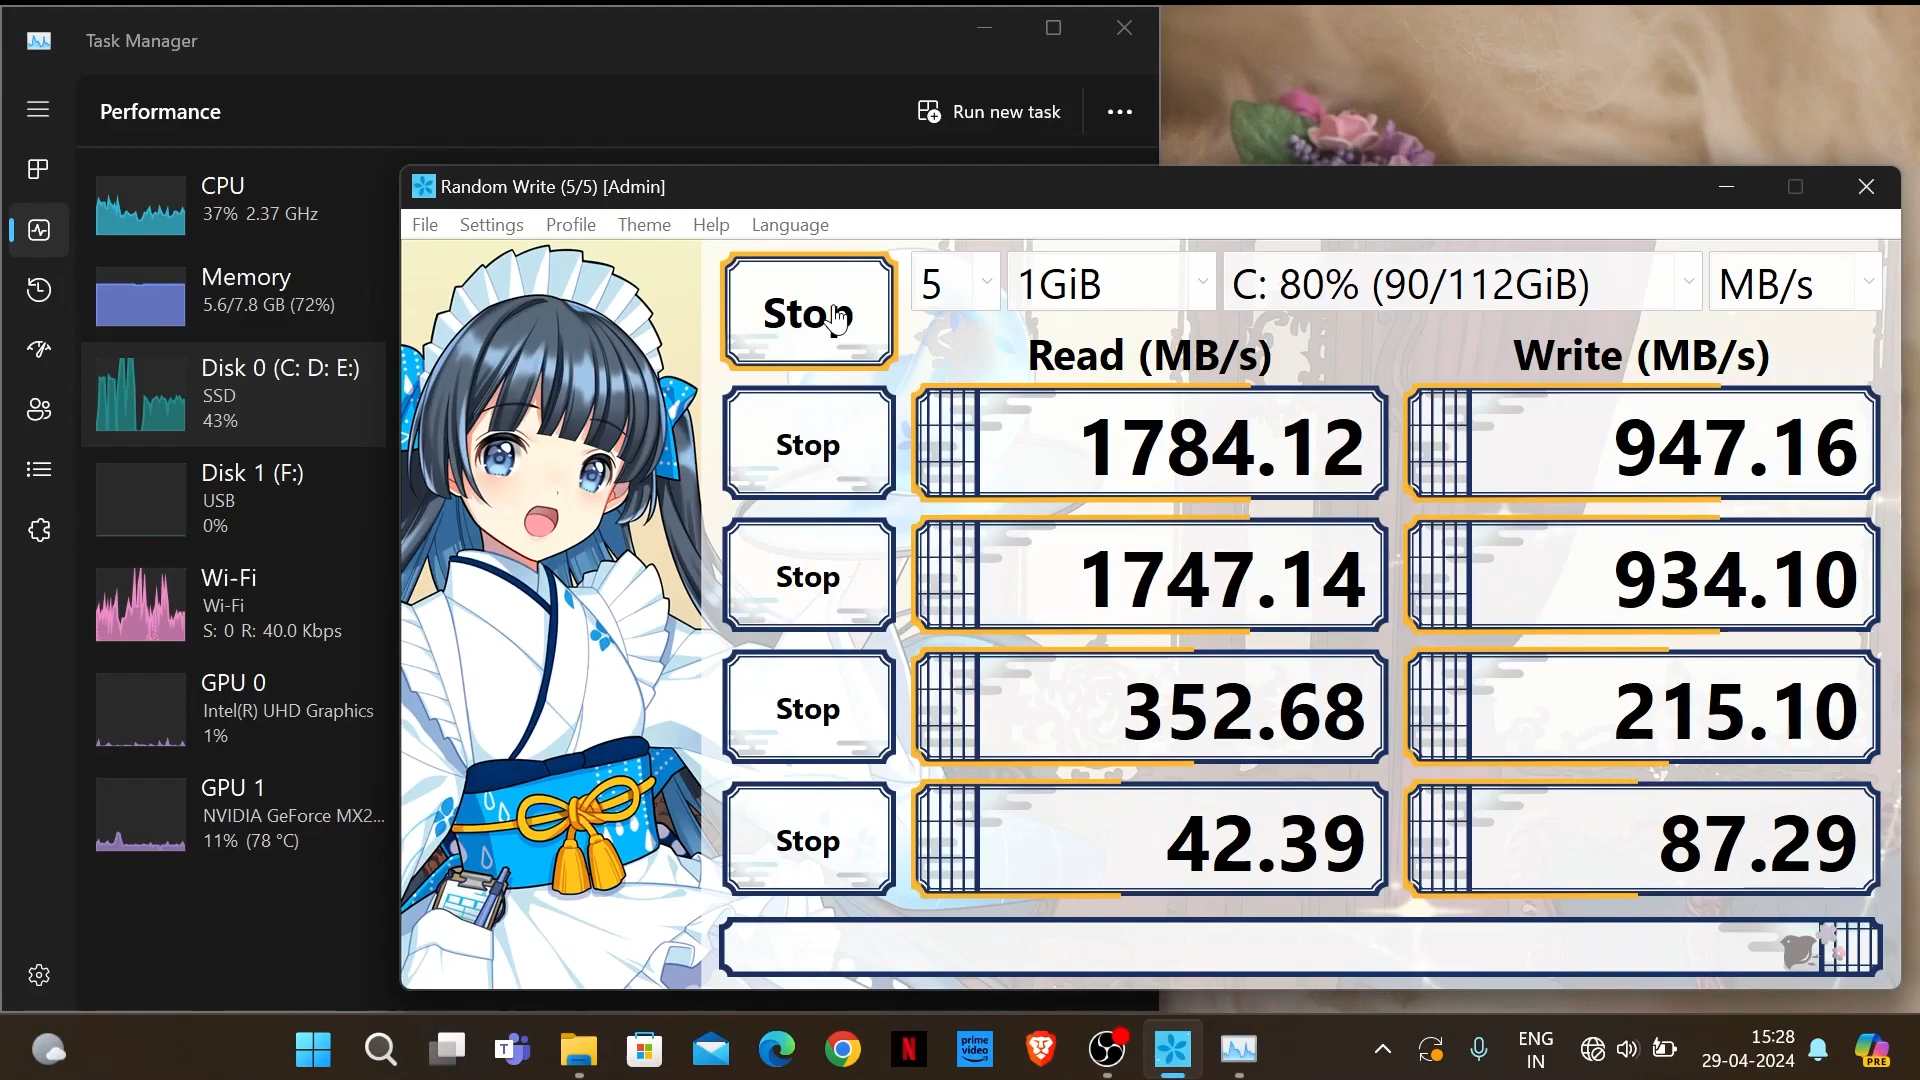 Task Manager
Performance
Run new task
CPU
37% 2.37 GHz
Memory
5.6/7.8 GB (72%)
Disk 0 (C: D: E:)
SSD
43%
Disk 1 (F:)
USB
0%
Wi-Fi
Wi-Fi
S: 0 R: 40.0 Kbps
GPU 0
Intel(R) UHD Graphics
1%
GPU 1
NVIDIA GeForce MX2...
11% (78 °C)
Random Write (5/5) [Admin]
File Settings Profile Theme Help Language
Stop 5 1GiB C: 80% (90/112GiB) MB/s
Read (MB/s) Write (MB/s)
Stop 1784.12 947.16
Stop 1747.14 934.10
Stop 352.68 215.10
Stop 42.39 87.29
T
N
prime video
ENG
IN
15:28
29-04-2024
PRE